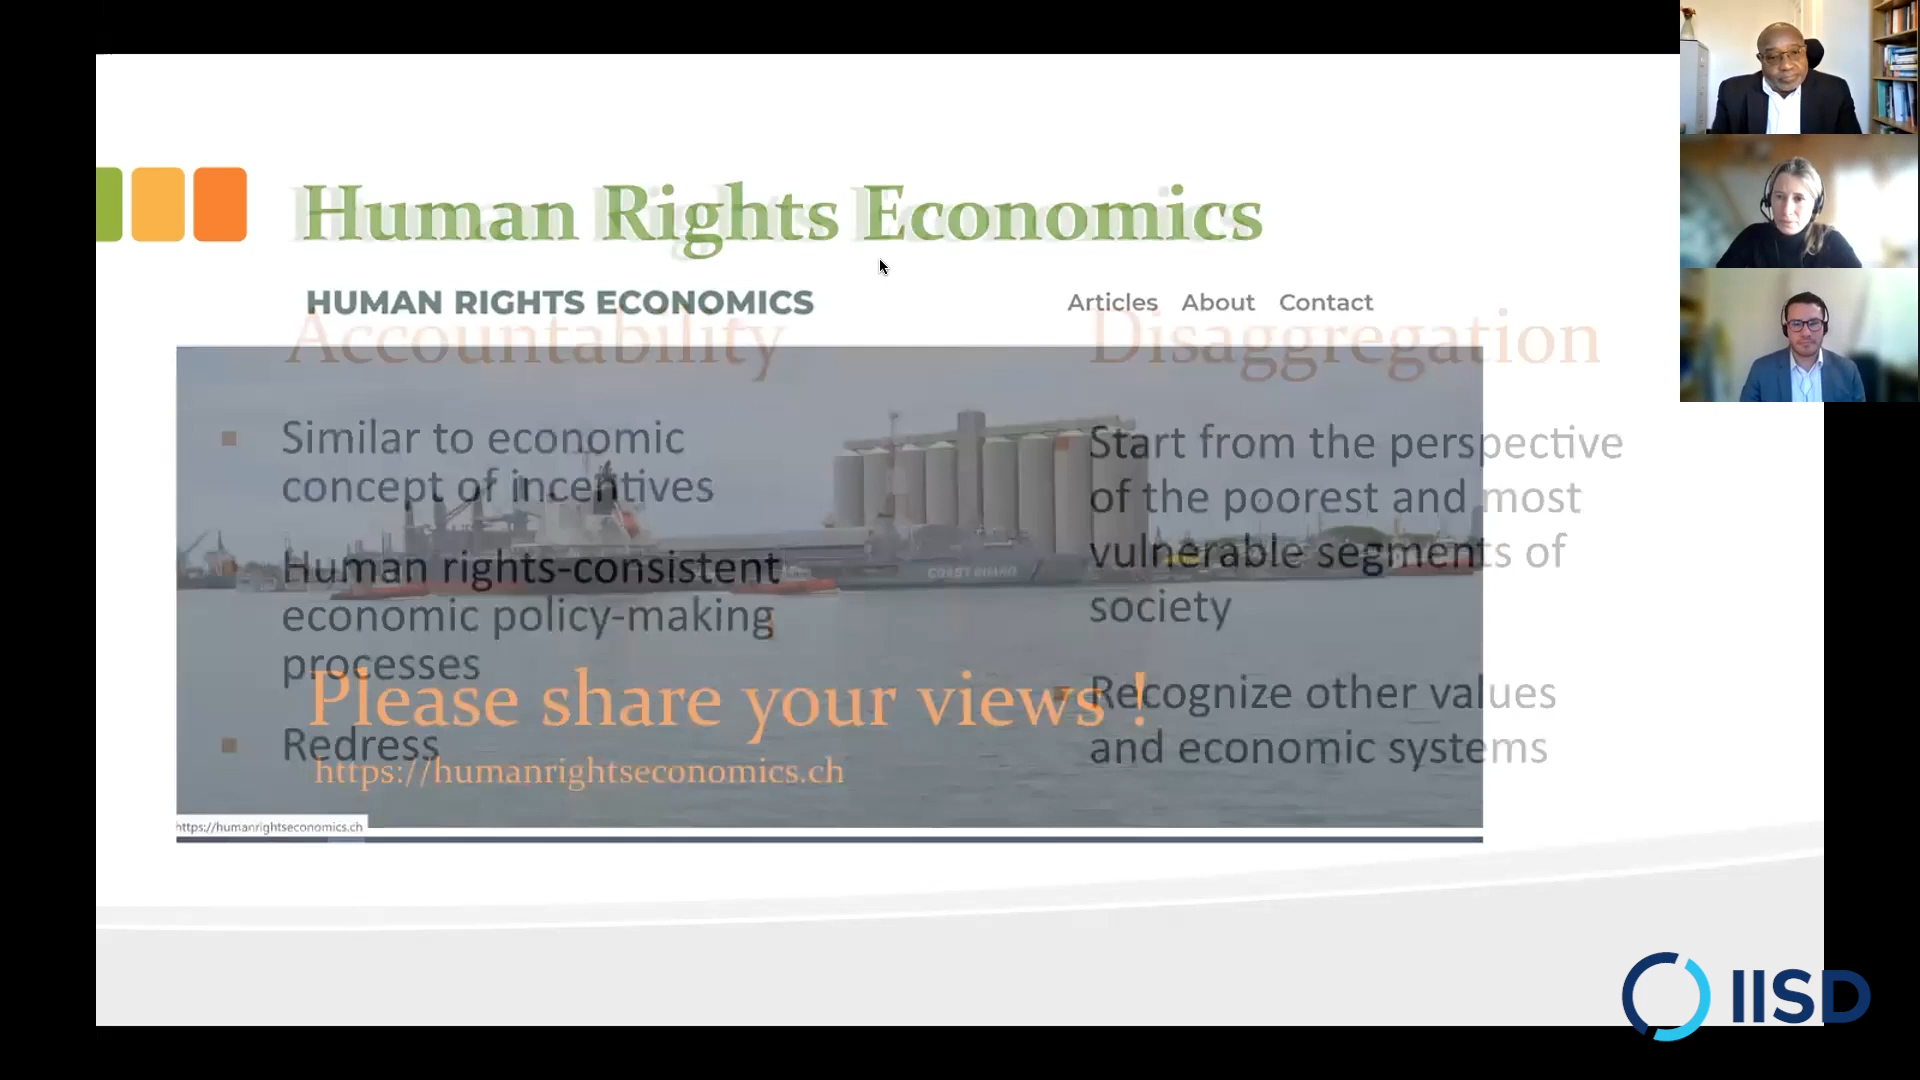 Human Rights Economics
HUMAN RIGHTS ECONOMICS
Articles About Contact
Accountability
Similar to economic
concept of incentives
Human rights-consistent
economic policy-making
processes
Redress
Disaggregation
Start from the perspective
of the poorest and most
vulnerable segments of
society
Recognize other values
and economic systems
COAST GUARD
Please share your views !
https://humanrightseconomics.ch
https://humanrightseconomics.ch
IISD